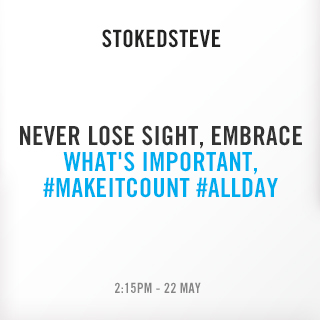 STOKEDSTEVE
NEVER LOSE SIGHT, EMBRACE
WHAT'S IMPORTANT,
#MAKEITCOUNT #ALLDAY
2:15PM - 22 MAY